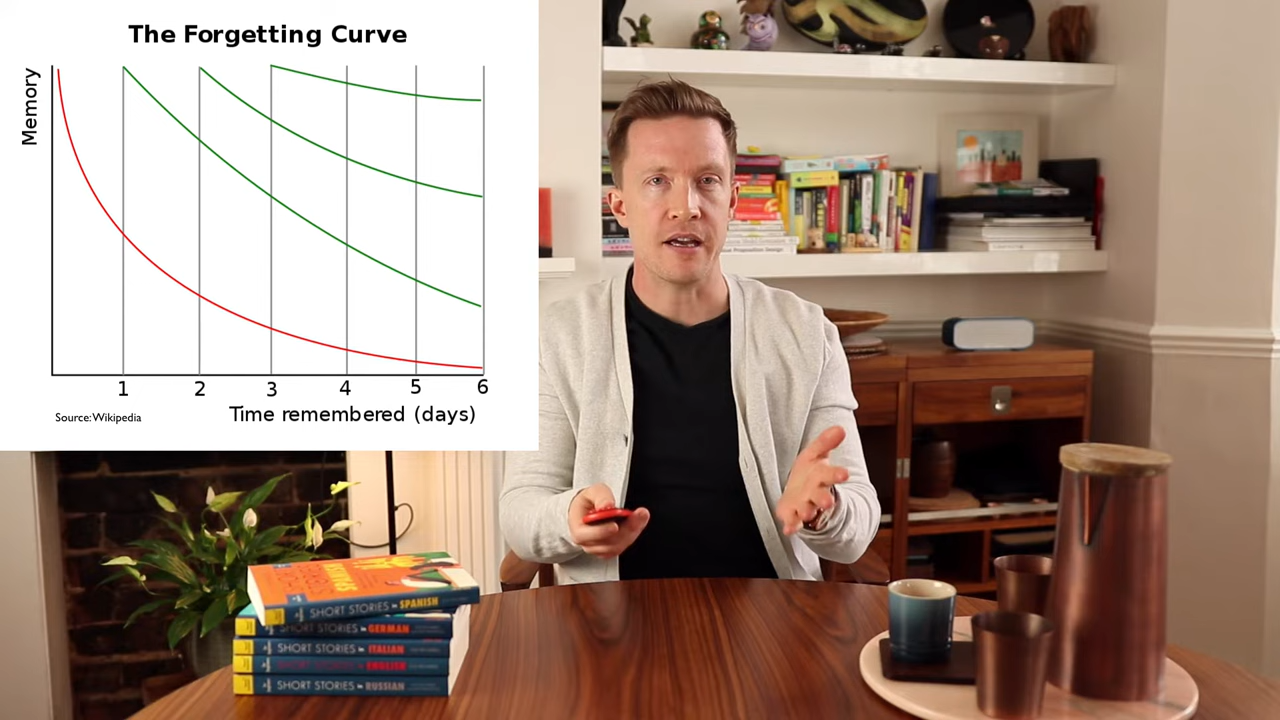 The Forgetting Curve
Memory
1 2 3 4 5 6
Time remembered (days)
Source: Wikipedia
SHORT STORIES in SPANISH
SHORT STORIES in GERMAN
SHORT STORIES in ITALIAN
SHORT STORIES in ENGLISH
SHORT STORIES in RUSSIAN